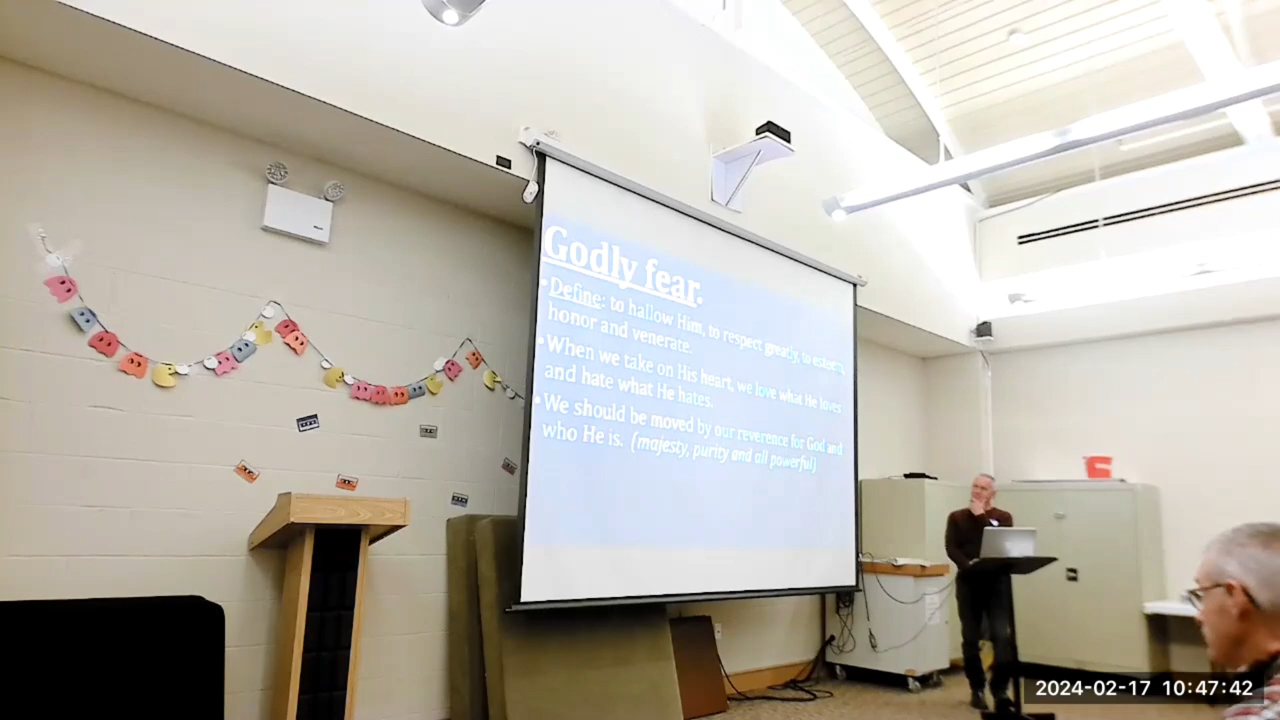 Godly fear.
•Define: to hallow Him, to respect greatly, to esteem,
honor and venerate.
•When we take on His heart, we love what He loves
and hate what He hates.
•We should be moved by our reverence for God and
who He is. (majesty, purity and all powerful)
2024-02-17 10:47:42